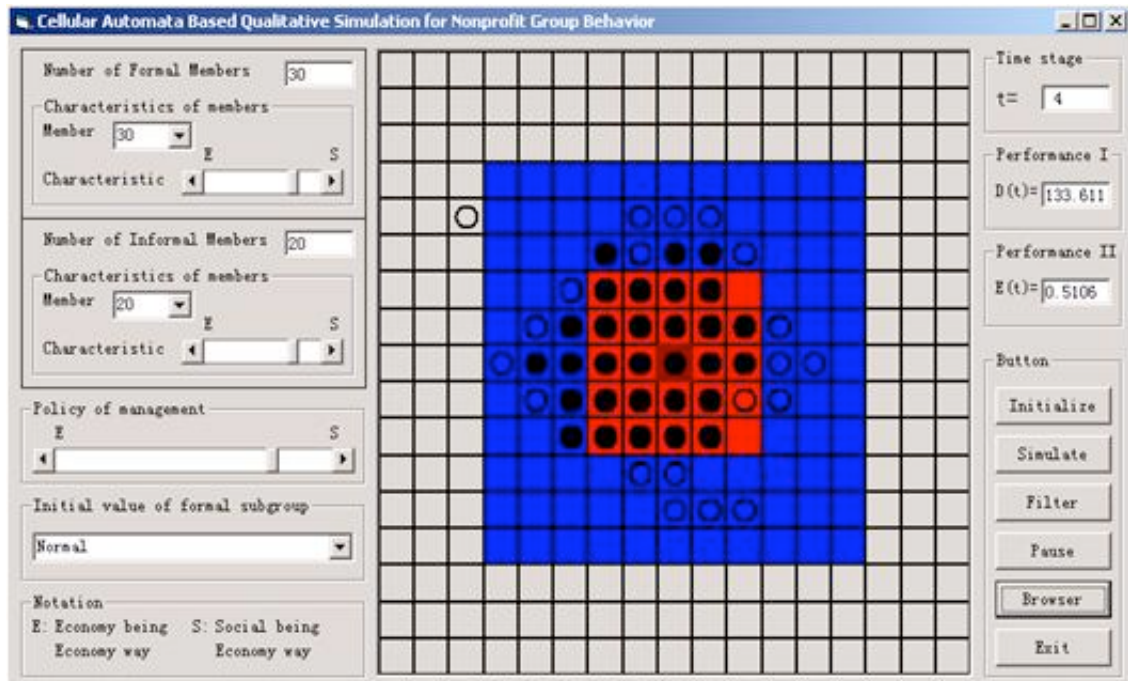 Cellular Automata Based Qualitative Simulation for Nonprofit Group Behavior
Number of Formal Members 30
Characteristics of members
Member 30
E S
Characteristic
Number of Informal Members 20
Characteristics of members
Member 20
E S
Characteristic
Policy of management
E S
Initial value of formal subgroup
Normal
Notation
E: Economy being S: Social being
Economy way Economy way
Time stage
t= 4
Performance I
D(t)= 133.611
Performance II
E(t)= 0.5106
Button
Initialize
Simulate
Filter
Pause
Browser
Exit